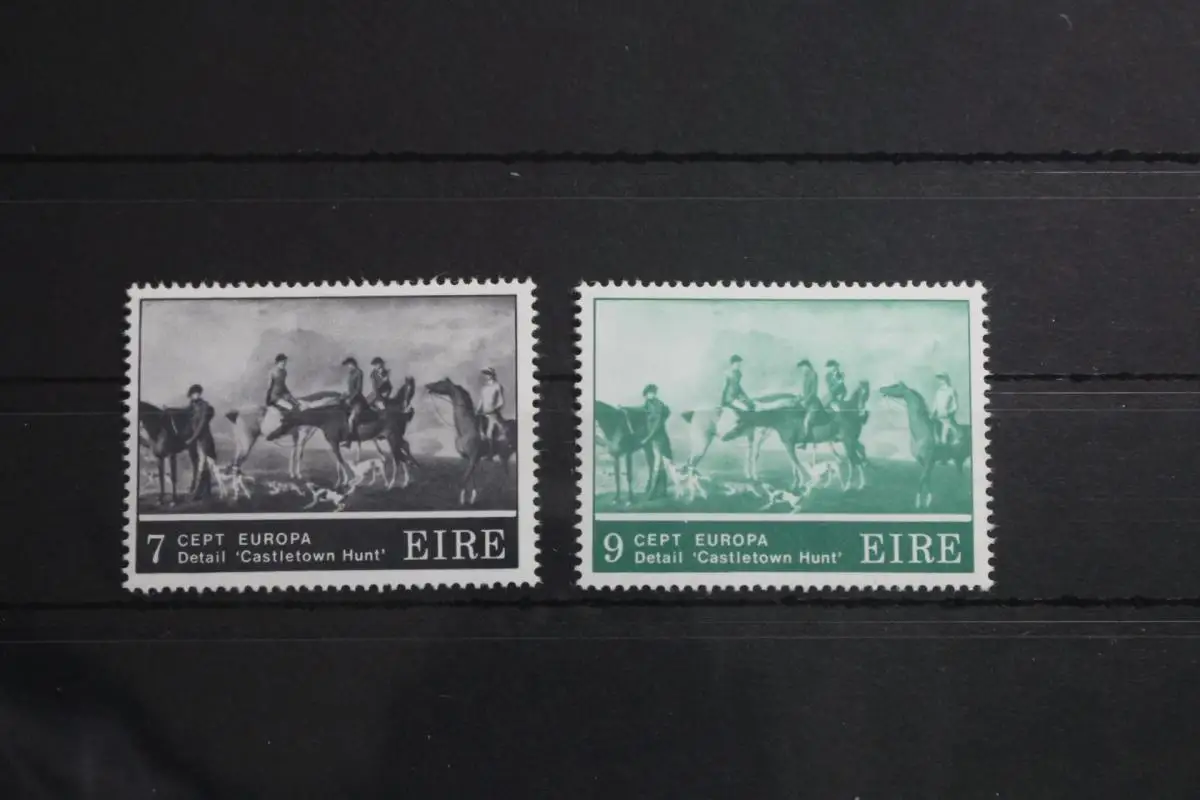 7 CEPT EUROPA
Detail 'Castletown Hunt' EIRE
9 CEPT EUROPA
Detail 'Castletown Hunt' EIRE